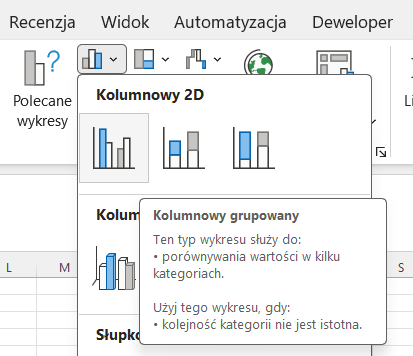 Recenzja Widok Automatyzacja Deweloper
Polecane
wykresy
Li
Kolumnowy 2D
Kolum
Kolumnowy grupowany
Ten typ wykresu służy do:
• porównywania wartości w kilku
kategoriach.
Użyj tego wykresu, gdy:
• kolejność kategorii nie jest istotna.
L M S
Słupko